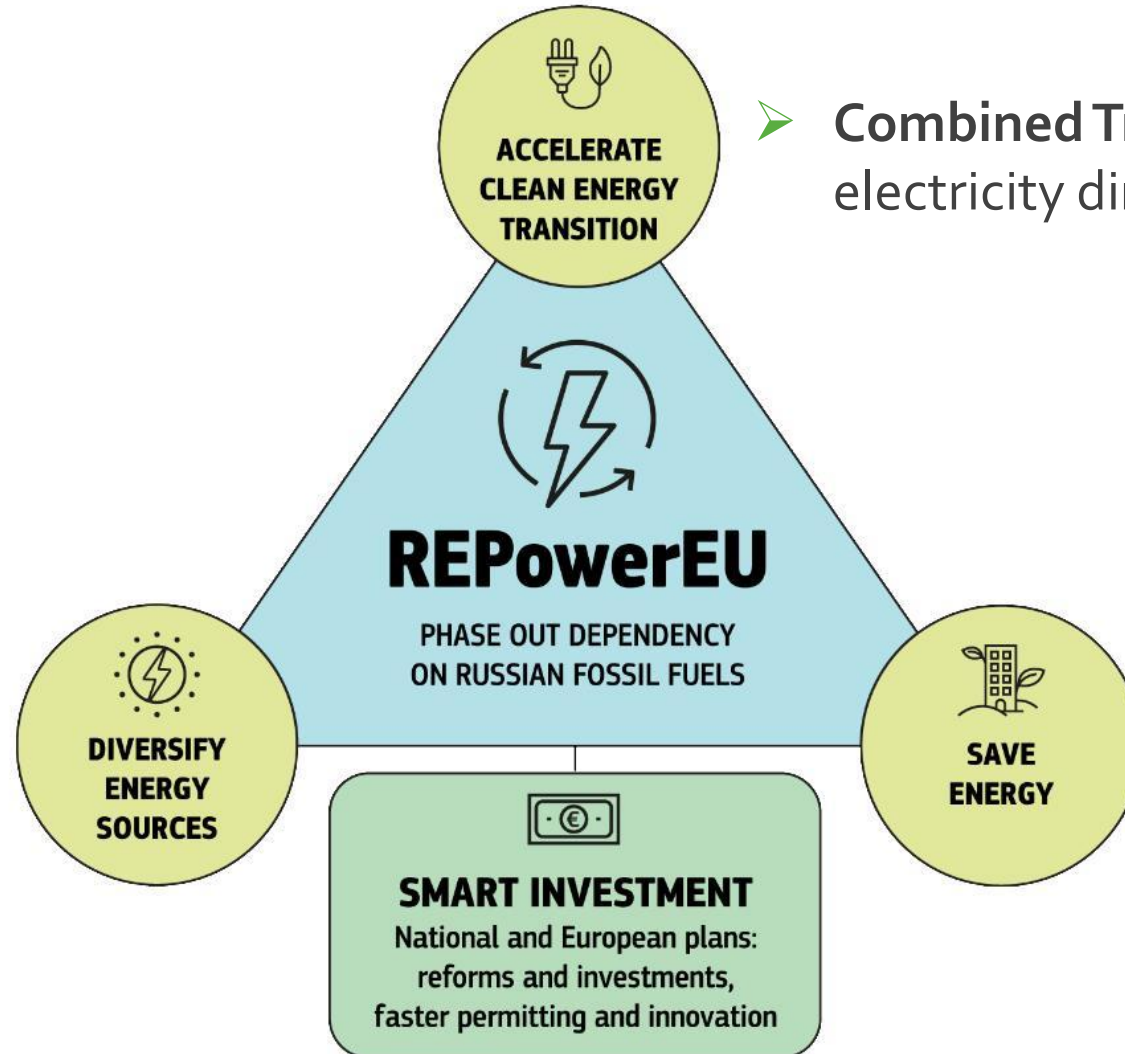 ACCELERATE
CLEAN ENERGY
TRANSITION
Combined
electricity
REPowerEU
PHASE OUT DEPENDENCY
ON RUSSIAN FOSSIL FUELS
DIVERSIFY
ENERGY
SOURCES
SAVE
ENERGY
€
SMART INVESTMENT
National and European plans:
reforms and investments,
faster permitting and innovation